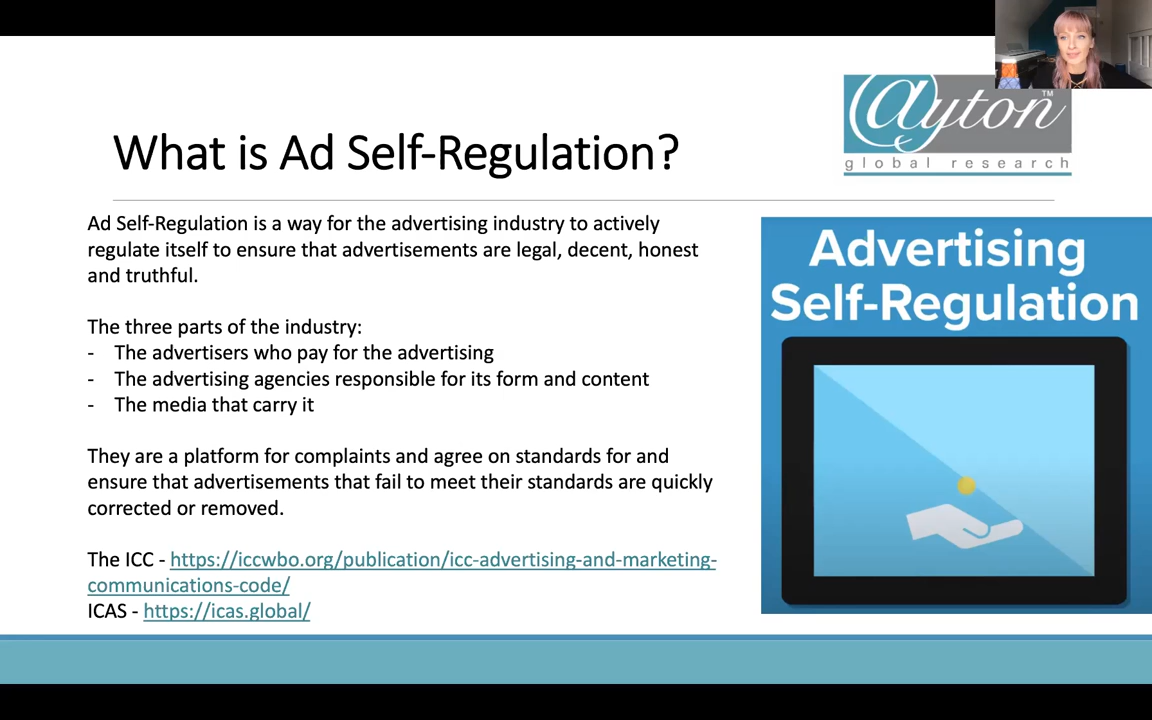 What is Ad Self-Regulation?
@yton™
global research
Ad Self-Regulation is a way for the advertising industry to actively
regulate itself to ensure that advertisements are legal, decent, honest
and truthful.
The three parts of the industry:
- The advertisers who pay for the advertising
- The advertising agencies responsible for its form and content
- The media that carry it
They are a platform for complaints and agree on standards for and
ensure that advertisements that fail to meet their standards are quickly
corrected or removed.
The ICC - https://iccwbo.org/publication/icc-advertising-and-marketing-
communications-code/
ICAS - https://icas.global/
Advertising
Self-Regulation